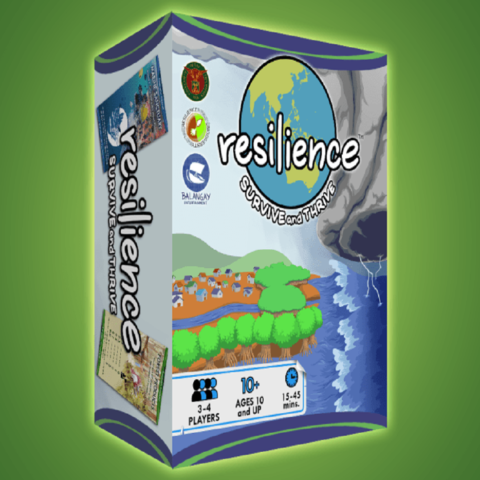 resilience
SURVIVE and THRIVE
BALANGAY
3-4
PLAYERS
10+
AGES 10
and UP
15-45
mins.
resilience
SURVIVE and THRIVE